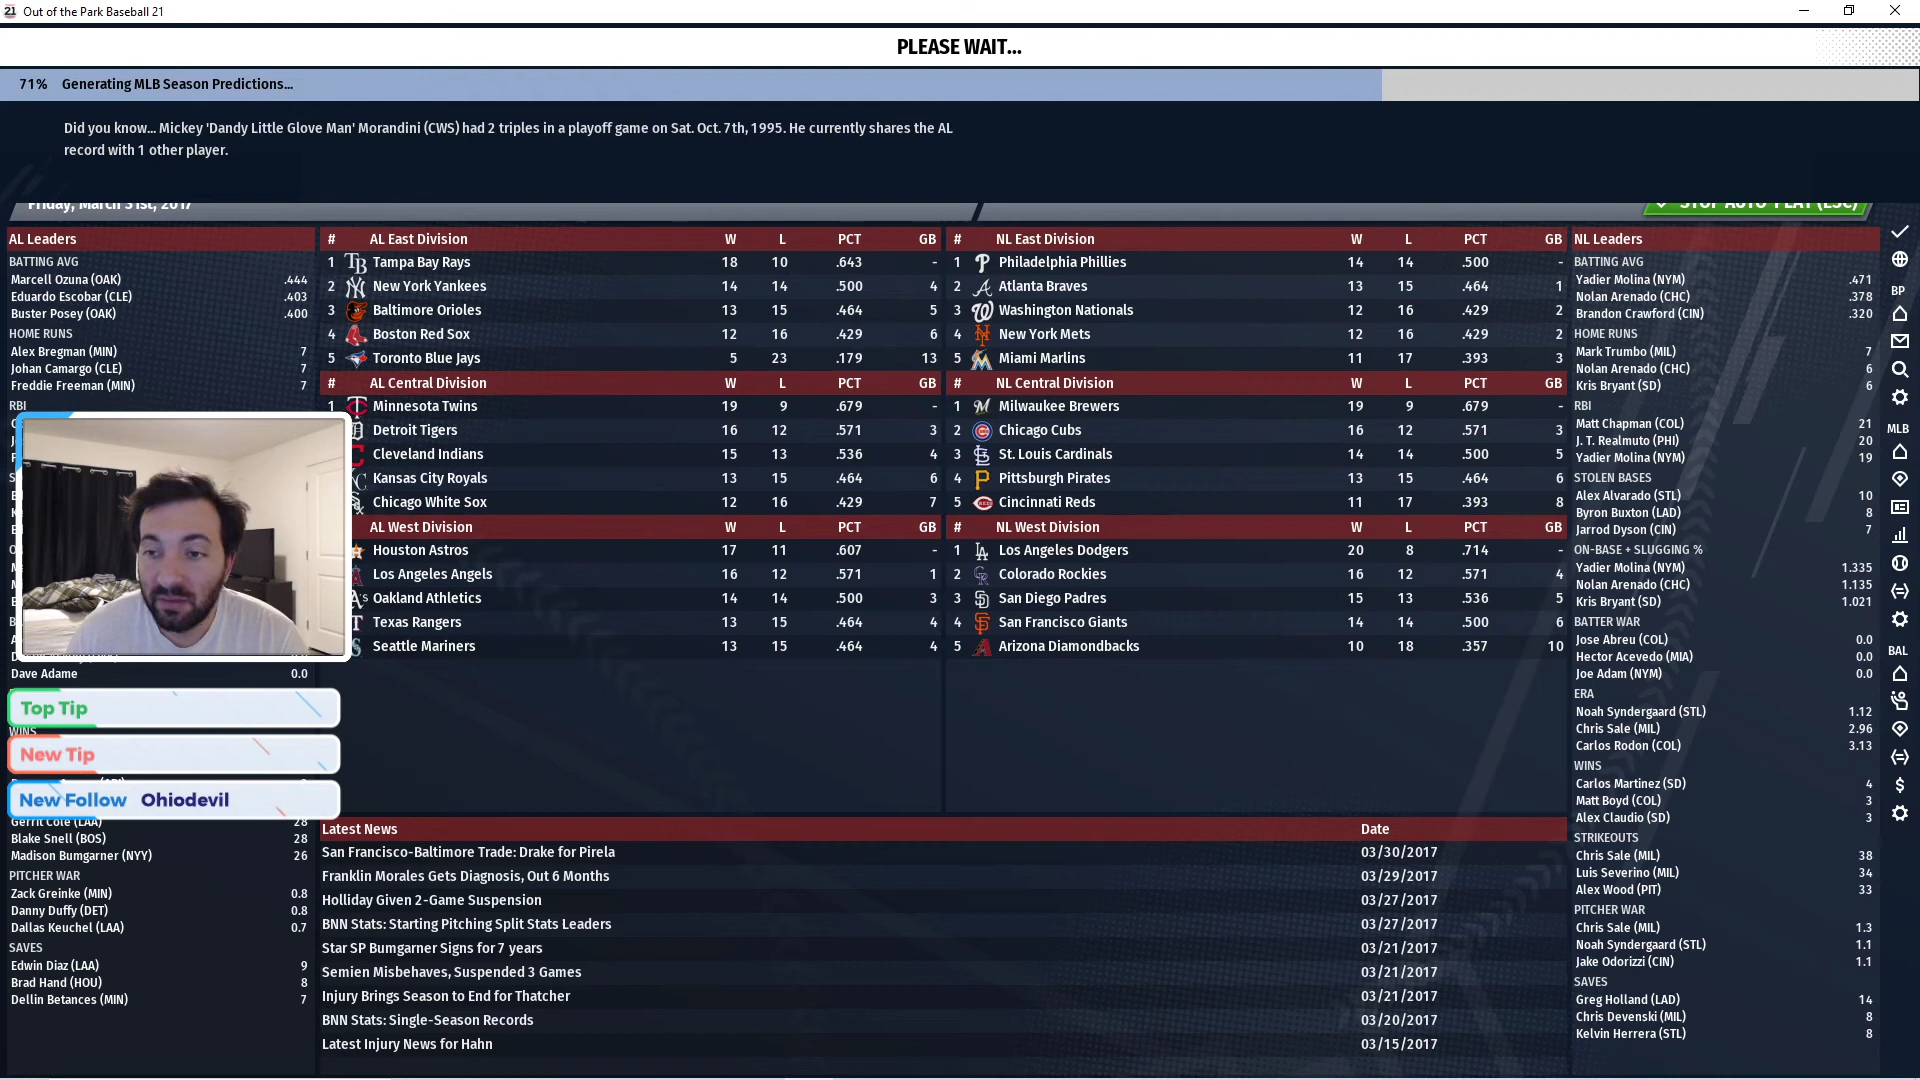 Out of the Park Baseball 21
PLEASE WAIT...
71% Generating MLB Season Predictions...
Did you know... Mickey 'Dandy Little Glove Man' Morandini (CWS) had 2 triples in a playoff game on Sat. Oct. 7th, 1995. He currently shares the AL
record with 1 other player.
Friday, March 31st, 2017
STOP AUTO-PLAY (ESC)
AL Leaders
BATTING AVG
Marcell Ozuna (OAK) .444
Eduardo Escobar (CLE) .403
Buster Posey (OAK) .400
HOME RUNS
Alex Bregman (MIN) 7
Johan Camargo (CLE) 7
Freddie Freeman (MIN) 7
RBI
Dave Adame 0.0
WINS
Top Tip
New Tip
New Follow Ohiodevil
Gerrit Cole (LAA) 28
Blake Snell (BOS) 28
Madison Bumgarner (NYY) 26
PITCHER WAR
Zack Greinke (MIN) 0.8
Danny Duffy (DET) 0.8
Dallas Keuchel (LAA) 0.7
SAVES
Edwin Diaz (LAA) 9
Brad Hand (HOU) 8
Dellin Betances (MIN) 7
# AL East Division W L PCT GB
1 Tampa Bay Rays 18 10 .643 -
2 New York Yankees 14 14 .500 4
3 Baltimore Orioles 13 15 .464 5
4 Boston Red Sox 12 16 .429 6
5 Toronto Blue Jays 5 23 .179 13
# AL Central Division W L PCT GB
1 Minnesota Twins 19 9 .679 -
Detroit Tigers 16 12 .571 3
Cleveland Indians 15 13 .536 4
Kansas City Royals 13 15 .464 6
Chicago White Sox 12 16 .429 7
AL West Division W L PCT GB
Houston Astros 17 11 .607 -
Los Angeles Angels 16 12 .571 1
Oakland Athletics 14 14 .500 3
Texas Rangers 13 15 .464 4
Seattle Mariners 13 15 .464 4
# NL East Division W L PCT GB
1 Philadelphia Phillies 14 14 .500 -
2 Atlanta Braves 13 15 .464 1
3 Washington Nationals 12 16 .429 2
4 New York Mets 12 16 .429 2
5 Miami Marlins 11 17 .393 3
# NL Central Division W L PCT GB
1 Milwaukee Brewers 19 9 .679 -
2 Chicago Cubs 16 12 .571 3
3 St. Louis Cardinals 14 14 .500 5
4 Pittsburgh Pirates 13 15 .464 6
5 Cincinnati Reds 11 17 .393 8
# NL West Division W L PCT GB
1 Los Angeles Dodgers 20 8 .714 -
2 Colorado Rockies 16 12 .571 4
3 San Diego Padres 15 13 .536 5
4 San Francisco Giants 14 14 .500 6
5 Arizona Diamondbacks 10 18 .357 10
Latest News Date
San Francisco-Baltimore Trade: Drake for Pirela 03/30/2017
Franklin Morales Gets Diagnosis, Out 6 Months 03/29/2017
Holliday Given 2-Game Suspension 03/27/2017
BNN Stats: Starting Pitching Split Stats Leaders 03/27/2017
Star SP Bumgarner Signs for 7 years 03/21/2017
Semien Misbehaves, Suspended 3 Games 03/21/2017
Injury Brings Season to End for Thatcher 03/21/2017
BNN Stats: Single-Season Records 03/20/2017
Latest Injury News for Hahn 03/15/2017
NL Leaders
BATTING AVG
Yadier Molina (NYM) .471
Nolan Arenado (CHC) .378
Brandon Crawford (CIN) .320
HOME RUNS
Mark Trumbo (MIL) 7
Nolan Arenado (CHC) 6
Kris Bryant (SD) 6
RBI
Matt Chapman (COL) 21
J. T. Realmuto (PHI) 20
Yadier Molina (NYM) 19
STOLEN BASES
Alex Alvarado (STL) 10
Byron Buxton (LAD) 8
Jarrod Dyson (CIN) 7
ON-BASE + SLUGGING %
Yadier Molina (NYM) 1.335
Nolan Arenado (CHC) 1.135
Kris Bryant (SD) 1.021
BATTER WAR
Jose Abreu (COL) 0.0
Hector Acevedo (MIA) 0.0
Joe Adam (NYM) 0.0
ERA
Noah Syndergaard (STL) 1.12
Chris Sale (MIL) 2.96
Carlos Rodon (COL) 3.13
WINS
Carlos Martinez (SD) 4
Matt Boyd (COL) 3
Alex Claudio (SD) 3
STRIKEOUTS
Chris Sale (MIL) 38
Luis Severino (MIL) 34
Alex Wood (PIT) 33
PITCHER WAR
Chris Sale (MIL) 1.3
Noah Syndergaard (STL) 1.1
Jake Odorizzi (CIN) 1.1
SAVES
Greg Holland (LAD) 14
Chris Devenski (MIL) 8
Kelvin Herrera (STL) 8
BP
MLB
BAL